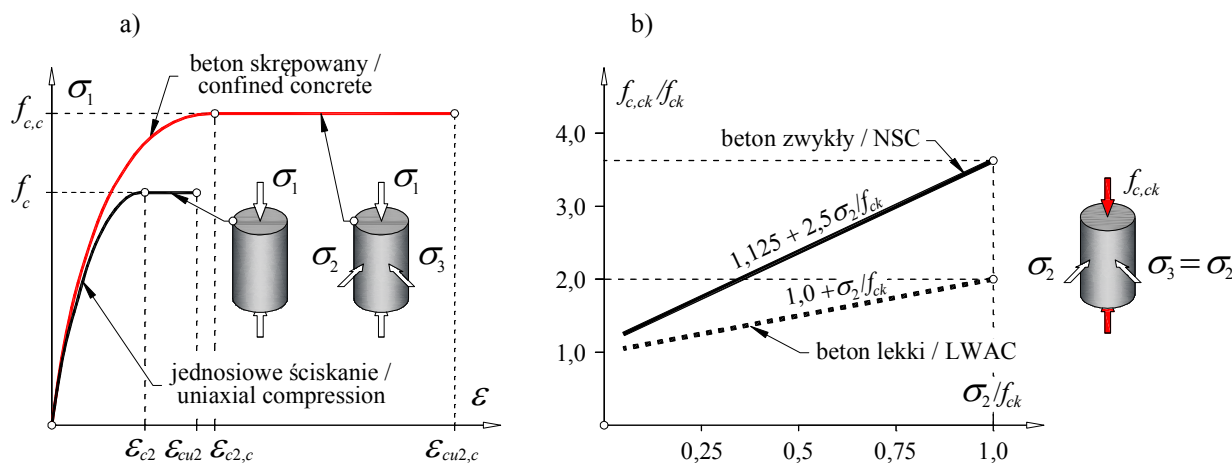 a)
beton skrępowany /
confined concrete
σ1
fc,c
fc
σ1
σ1
σ2
σ3
jednosiowe ściskanie /
uniaxial compression
ε
εc2
εcu2
εc2,c
εcu2,c
b)
fc,ck/fck
4,0
3,0
2,0
1,0
beton zwykły / NSC
1,125 + 2,5σ2/fck
1,0 + σ2/fck
beton lekki / LWAC
σ2/fck
0,25
0,5
0,75
1,0
fc,ck
σ2
σ3 = σ2